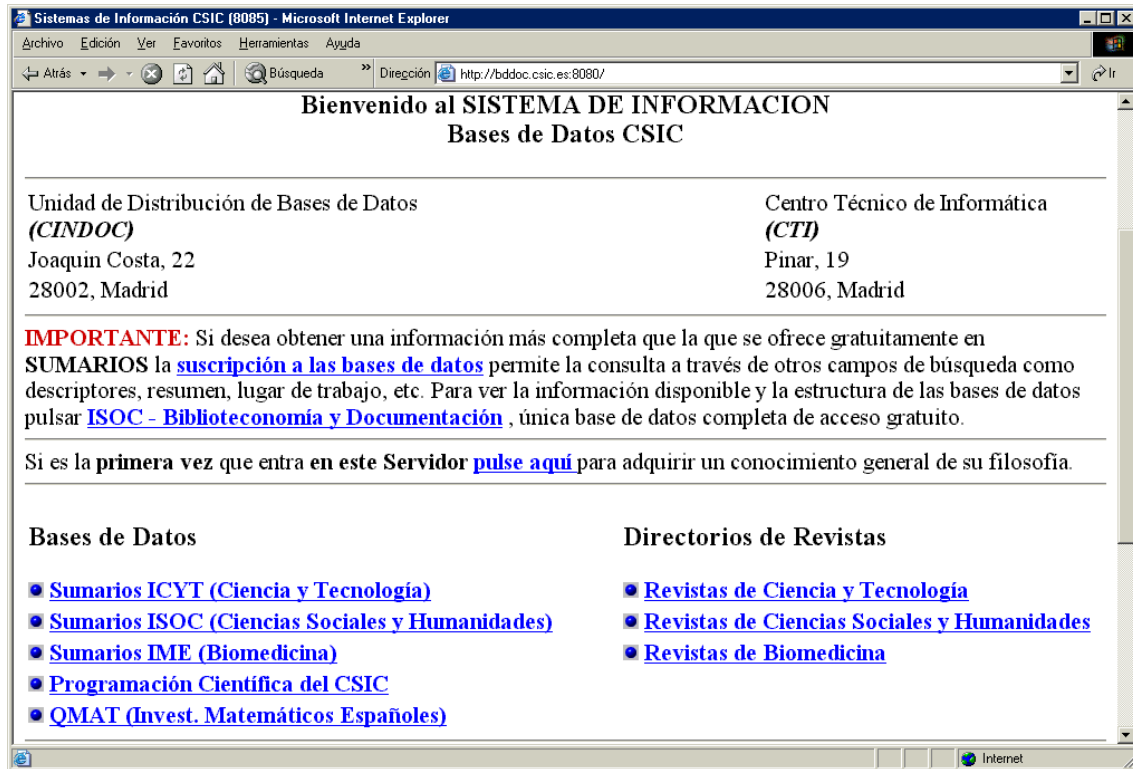 Sistemas de Información CSIC (8085) - Microsoft Internet Explorer
Archivo Edición Ver Favoritos Herramientas Ayuda
Atrás Búsqueda » Dirección http://bddoc.csic.es:8080/ Ir
Bienvenido al SISTEMA DE INFORMACION
Bases de Datos CSIC
Unidad de Distribución de Bases de Datos
(CINDOC)
Joaquin Costa, 22
28002, Madrid
Centro Técnico de Informática
(CTI)
Pinar, 19
28006, Madrid
IMPORTANTE: Si desea obtener una información más completa que la que se ofrece gratuitamente en
SUMARIOS la suscripción a las bases de datos permite la consulta a través de otros campos de búsqueda como
descriptores, resumen, lugar de trabajo, etc. Para ver la información disponible y la estructura de las bases de datos
pulsar ISOC - Biblioteconomía y Documentación , única base de datos completa de acceso gratuito.
Si es la primera vez que entra en este Servidor pulse aquí para adquirir un conocimiento general de su filosofía.
Bases de Datos
Sumarios ICYT (Ciencia y Tecnología)
Sumarios ISOC (Ciencias Sociales y Humanidades)
Sumarios IME (Biomedicina)
Programación Científica del CSIC
QMAT (Invest. Matemáticos Españoles)
Directorios de Revistas
Revistas de Ciencia y Tecnología
Revistas de Ciencias Sociales y Humanidades
Revistas de Biomedicina
Internet